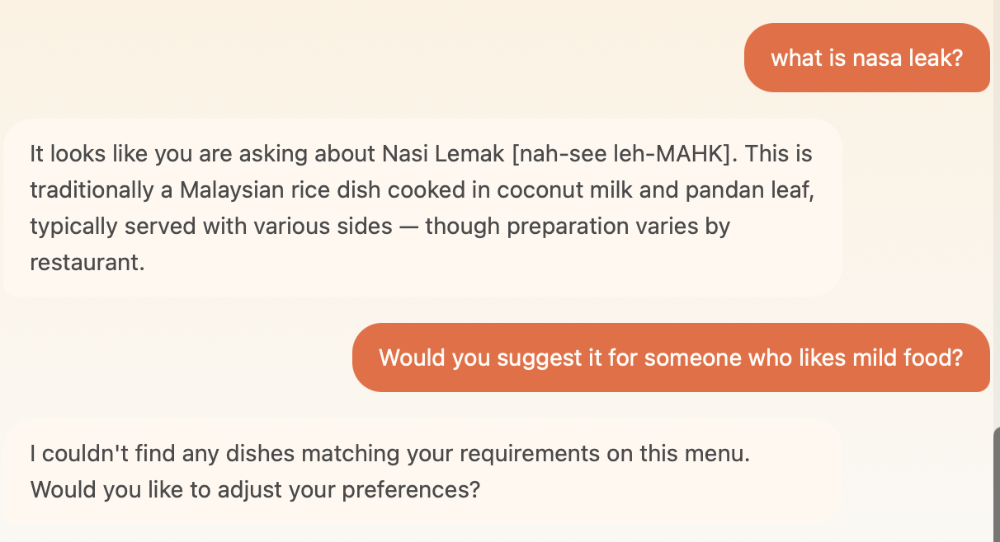 what is nasa leak?
It looks like you are asking about Nasi Lemak [nah-see leh-MAHK]. This is
traditionally a Malaysian rice dish cooked in coconut milk and pandan leaf,
typically served with various sides — though preparation varies by
restaurant.
Would you suggest it for someone who likes mild food?
I couldn't find any dishes matching your requirements on this menu.
Would you like to adjust your preferences?